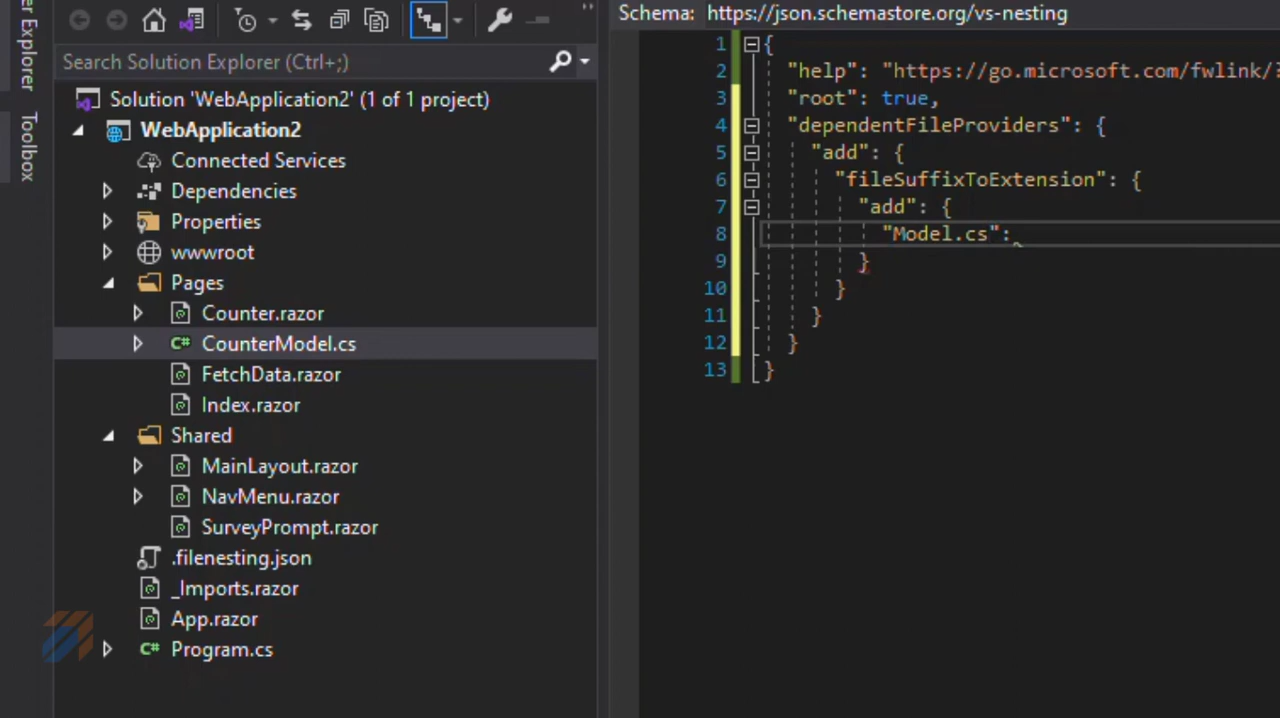 er Explorer
Toolbox
Search Solution Explorer (Ctrl+;)
Solution 'WebApplication2' (1 of 1 project)
WebApplication2
Connected Services
Dependencies
Properties
wwwroot
Pages
Counter.razor
C# CounterModel.cs
FetchData.razor
Index.razor
Shared
MainLayout.razor
NavMenu.razor
SurveyPrompt.razor
.filenesting.json
_Imports.razor
App.razor
C# Program.cs
Schema: https://json.schemastore.org/vs-nesting
1 {
2 "help": "https://go.microsoft.com/fwlink/?
3 "root": true,
4 "dependentFileProviders": {
5 "add": {
6 "fileSuffixToExtension": {
7 "add": {
8 "Model.cs":
9 }
10 }
11 }
12 }
13 }